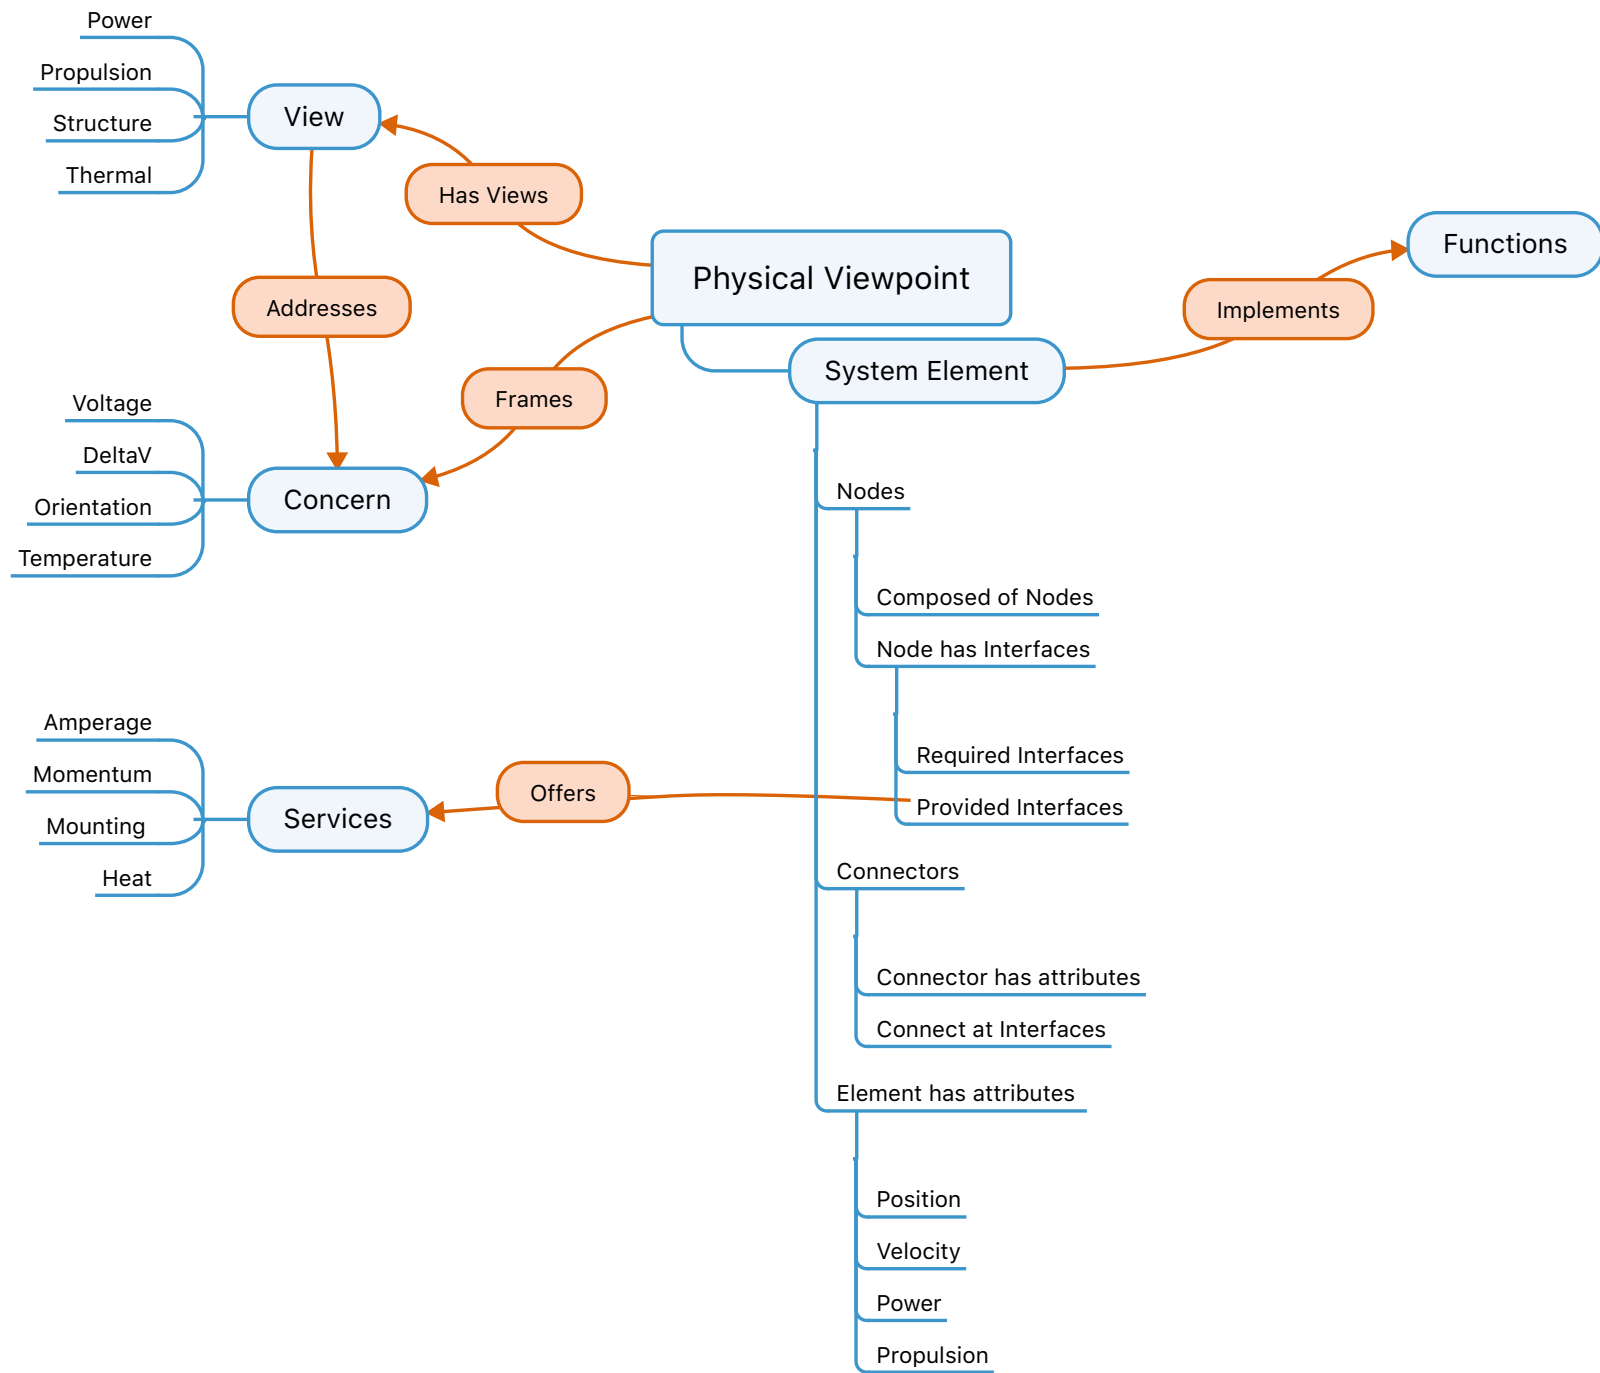 Power
Propulsion
Structure
Thermal
View
Has Views
Physical Viewpoint
Functions
Implements
Addresses
System Element
Frames
Voltage
DeltaV
Orientation
Temperature
Concern
Nodes
Composed of Nodes
Node has Interfaces
Required Interfaces
Provided Interfaces
Offers
Amperage
Momentum
Mounting
Heat
Services
Connectors
Connector has attributes
Connect at Interfaces
Element has attributes
Position
Velocity
Power
Propulsion